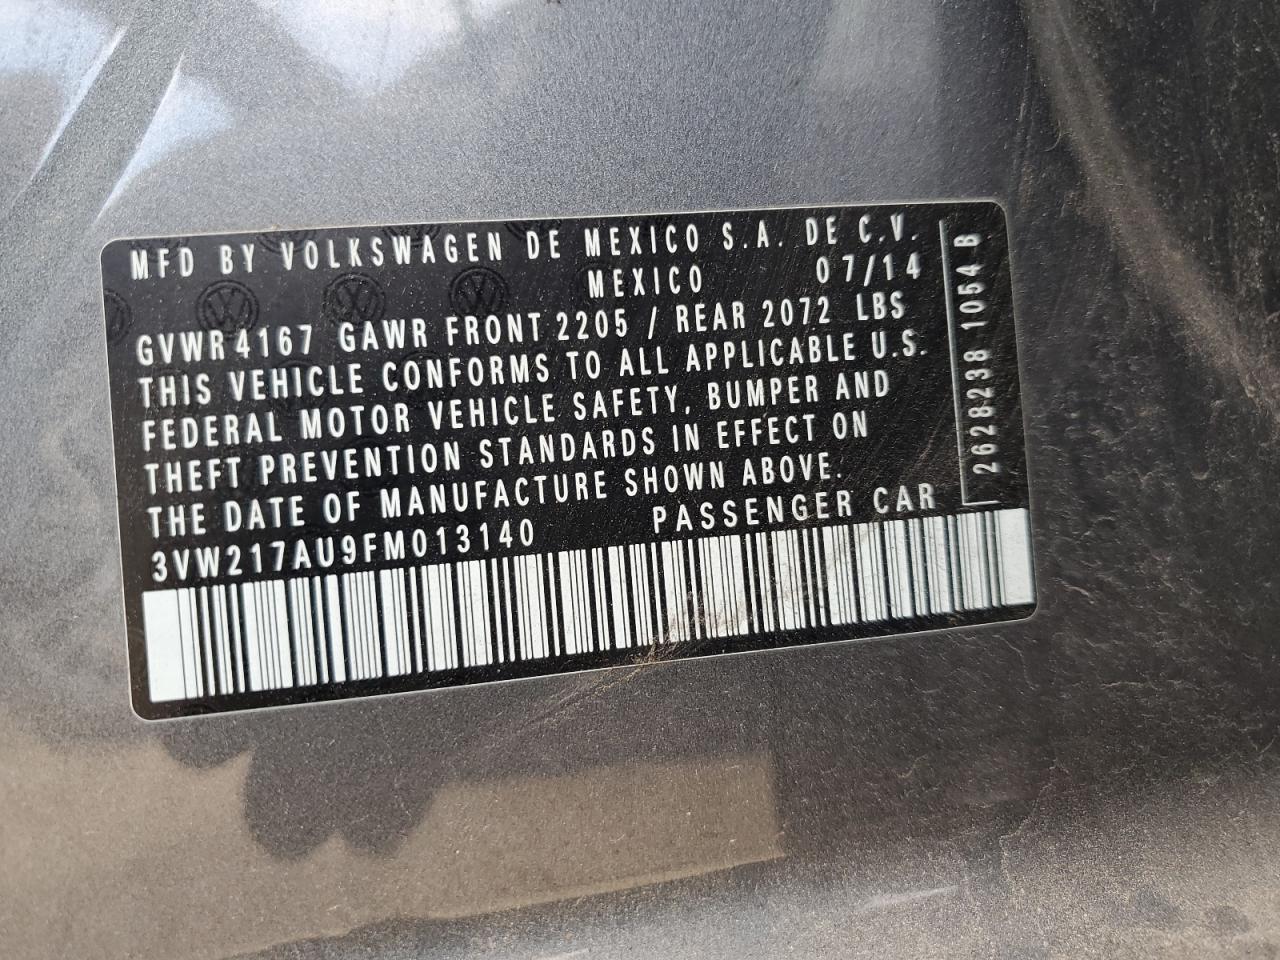 MFD BY VOLKSWAGEN DE MEXICO S.A. DE C.V.
MEXICO 07/14
GVWR 4167 GAWR FRONT 2205 / REAR 2072 LBS
THIS VEHICLE CONFORMS TO ALL APPLICABLE U.S.
FEDERAL MOTOR VEHICLE SAFETY, BUMPER AND
THEFT PREVENTION STANDARDS IN EFFECT ON
THE DATE OF MANUFACTURE SHOWN ABOVE.
3VW217AU9FM013140 PASSENGER CAR
2628238 1054 B